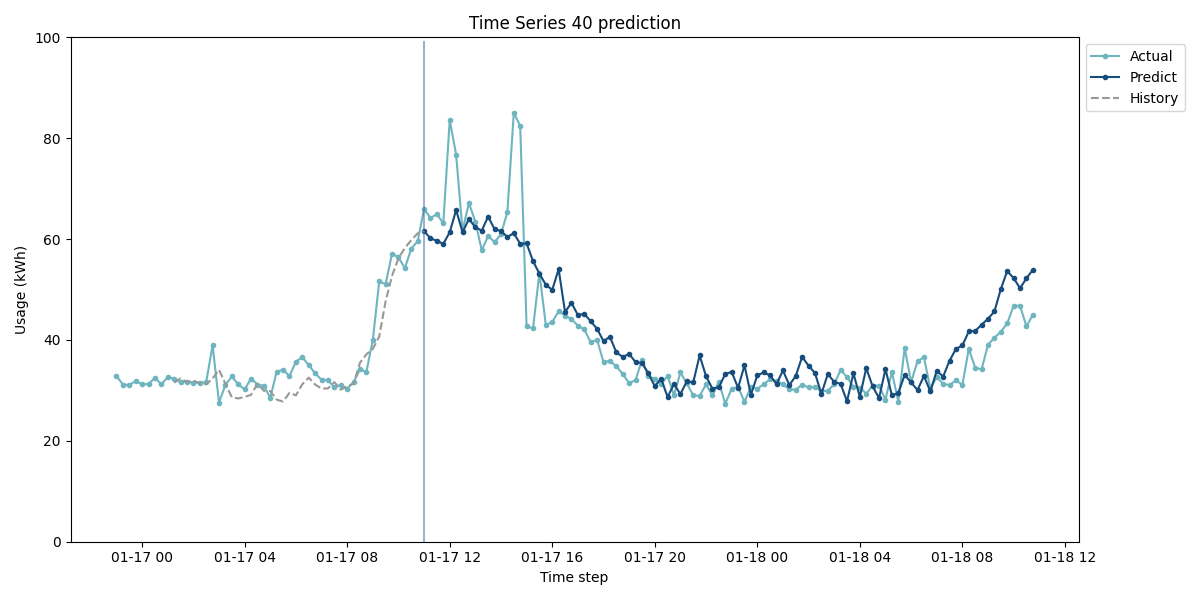 Time Series 40 prediction
Usage (kWh)
100
80
60
40
20
0
01-17 00
01-17 04
01-17 08
01-17 12
01-17 16
01-17 20
01-18 00
01-18 04
01-18 08
01-18 12
Time step
Actual
Predict
History